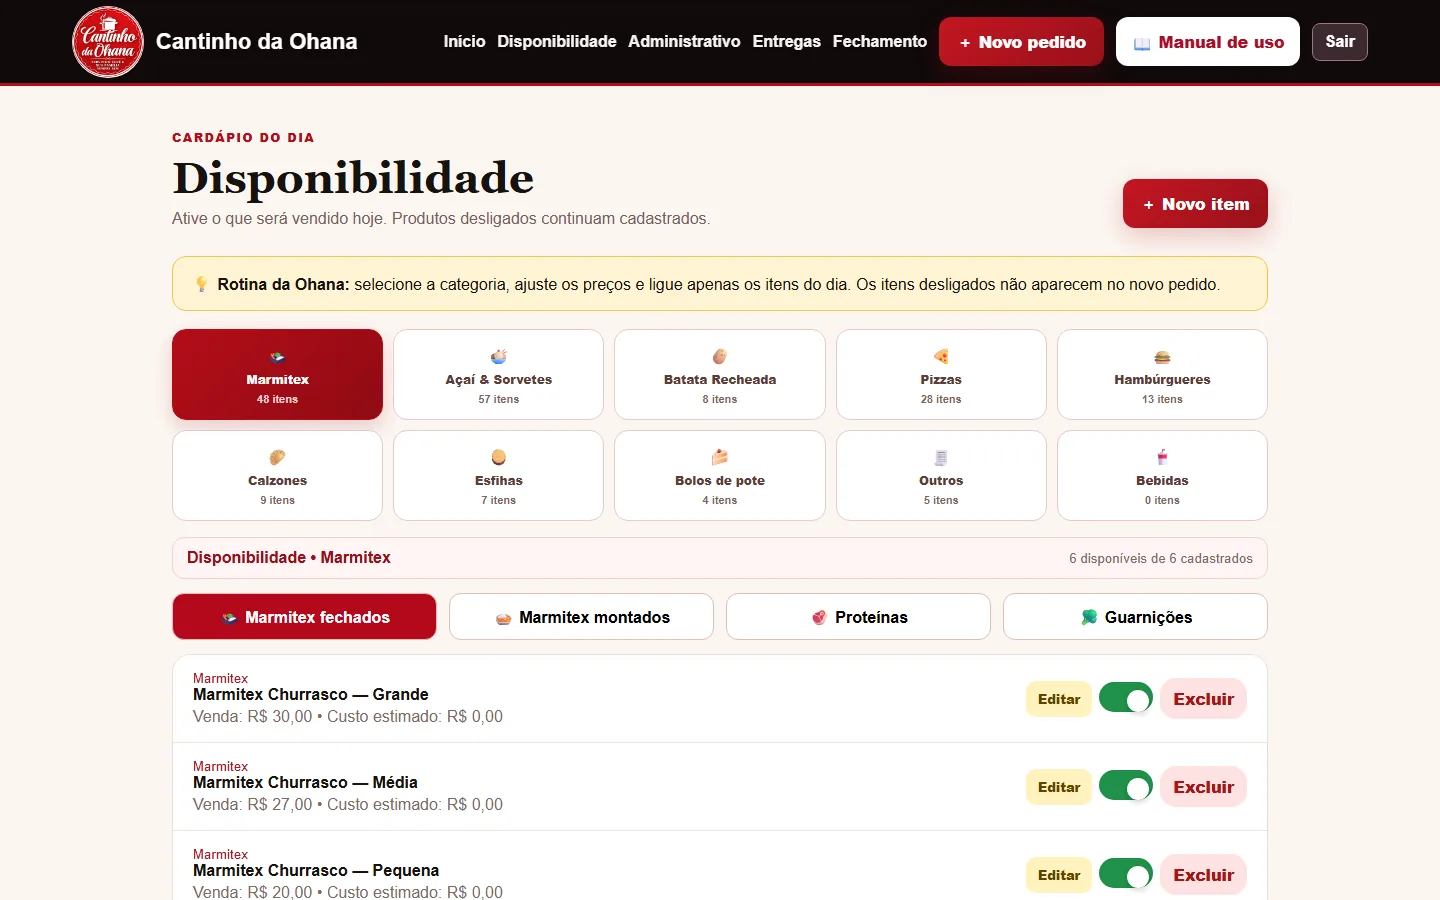 Cantinho da Ohana
Cantinho da Ohana
Início
Disponibilidade
Administrativo
Entregas
Fechamento
+ Novo pedido
Manual de uso
Sair
CARDÁPIO DO DIA
Disponibilidade
Ative o que será vendido hoje. Produtos desligados continuam cadastrados.
+ Novo item
Rotina da Ohana: selecione a categoria, ajuste os preços e ligue apenas os itens do dia. Os itens desligados não aparecem no novo pedido.
Marmitex
48 itens
Açaí & Sorvetes
57 itens
Batata Recheada
8 itens
Pizzas
28 itens
Hambúrgueres
13 itens
Calzones
9 itens
Esfihas
7 itens
Bolos de pote
4 itens
Outros
5 itens
Bebidas
0 itens
Disponibilidade • Marmitex
6 disponíveis de 6 cadastrados
Marmitex fechados
Marmitex montados
Proteínas
Guarnições
Marmitex
Marmitex Churrasco — Grande
Venda: R$ 30,00 • Custo estimado: R$ 0,00
Editar
Excluir
Marmitex
Marmitex Churrasco — Média
Venda: R$ 27,00 • Custo estimado: R$ 0,00
Editar
Excluir
Marmitex
Marmitex Churrasco — Pequena
Venda: R$ 20,00 • Custo estimado: R$ 0,00
Editar
Excluir